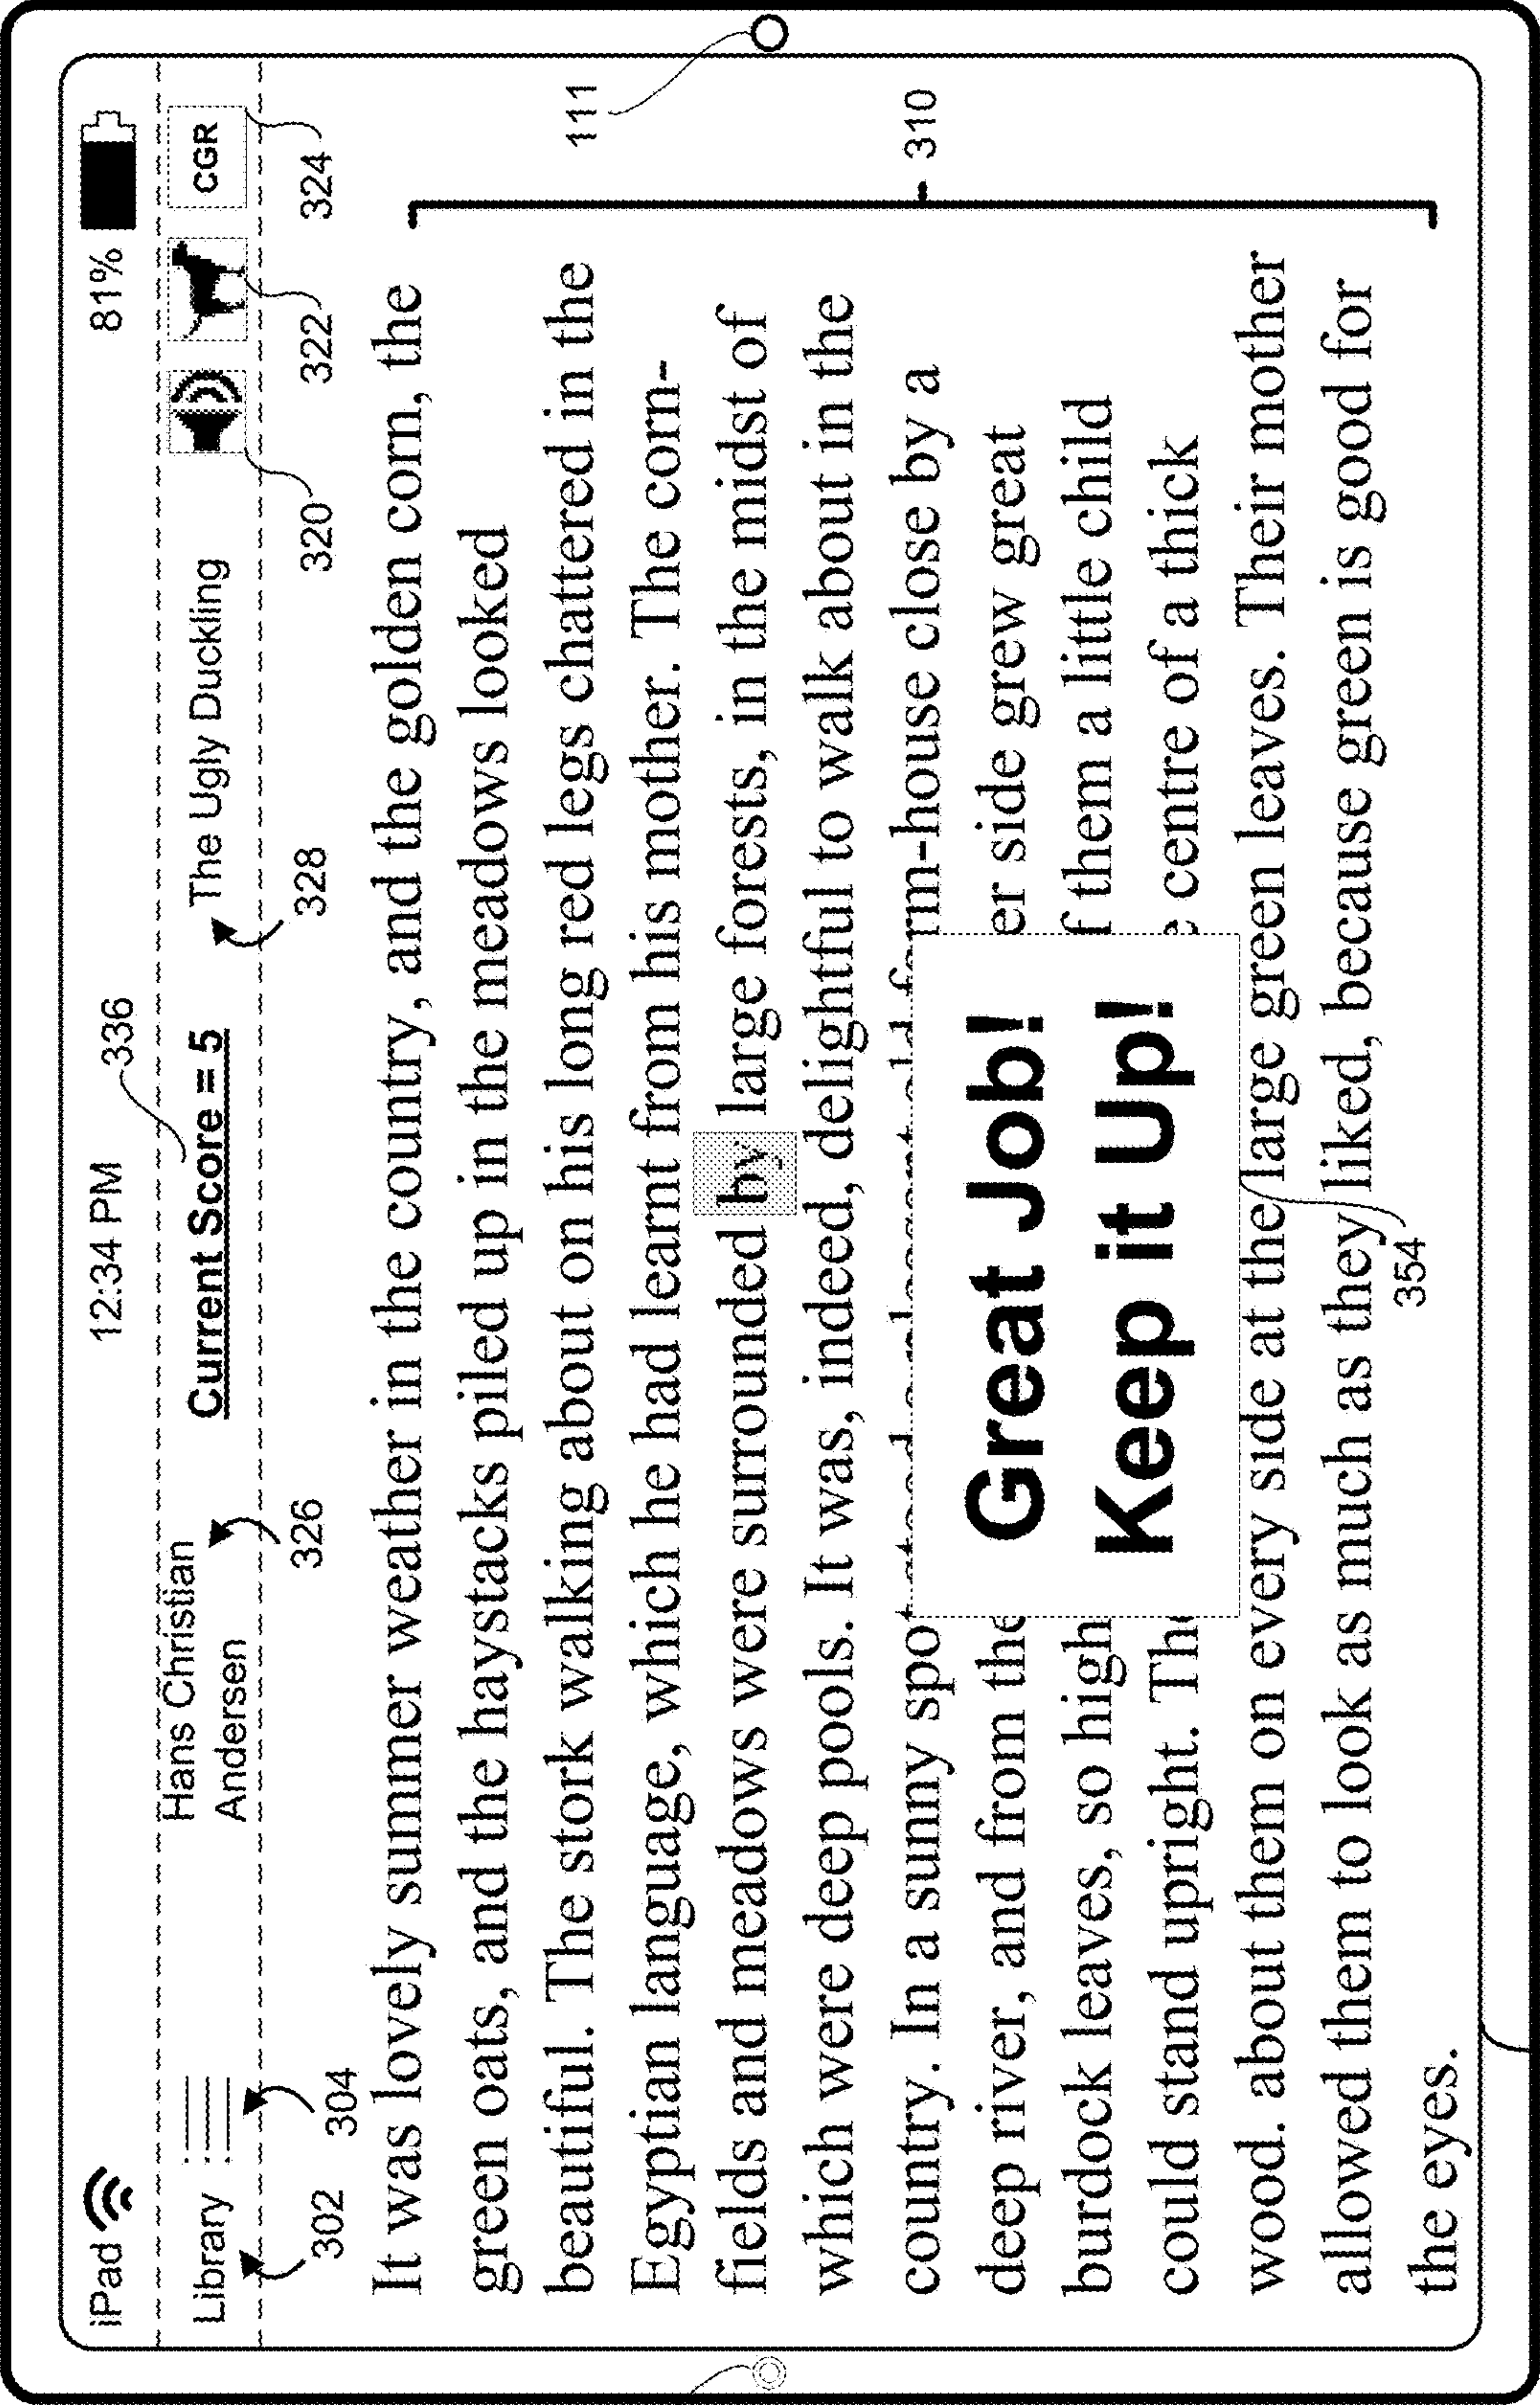 iPad 12:34 PM 81%
336
Library Hans Christian
Andersen Current Score = 5 The Ugly Duckling CGR
302 304 326 328 320 322 324
It was lovely summer weather in the country, and the golden corn, the
green oats, and the haystacks piled up in the meadows looked
beautiful. The stork walking about on his long red legs chattered in the
Egyptian language, which he had learnt from his mother. The corn-
fields and meadows were surrounded by large forests, in the midst of
which were deep pools. It was, indeed, delightful to walk about in the
country. In a sunny spot stood a pleasant old farm-house close by a
deep river, and from the er side grew great
burdock leaves, so high f them a little child
could stand upright. The e centre of a thick
wood. about them on every side at the large green leaves. Their mother
allowed them to look as much as they liked, because green is good for
the eyes.
Great Job!
Keep it Up!
354
111
310